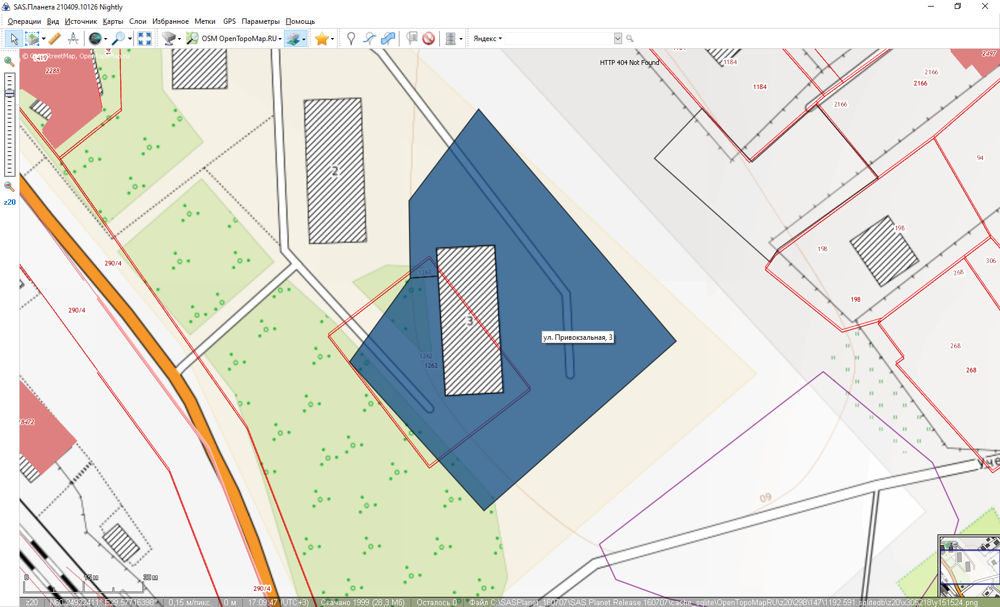 SAS.Планета 210409.10126 Nightly
Операции Вид Источник Карты Слои Избранное Метки GPS Параметры Помощь
OSM OpenTopoMap.RU
Яндекс
HTTP 404 Not Found
2288
1184
1184
2166
2166
2166
2497
94
z20
2
198
198
198
306
268
290/4
290/4
1262
3
ул. Привокзальная, 3
1262
1262
268
268
8472
60
290/4
0 15 м 30 м
z20 N60.24922411° E29.57716398° 0,15 м/пикс. 0 м 17:09:47 (UTC+3) Скачано 1999 (28,3 Мб) Осталось 0 Файл C:\SASPlanet_160707\SAS.Planet.Release.160707\cache_sqlite\OpenTopoMapRU\z20\298\147\1192.591.sqlitedb\z20\x305218\y151524.png